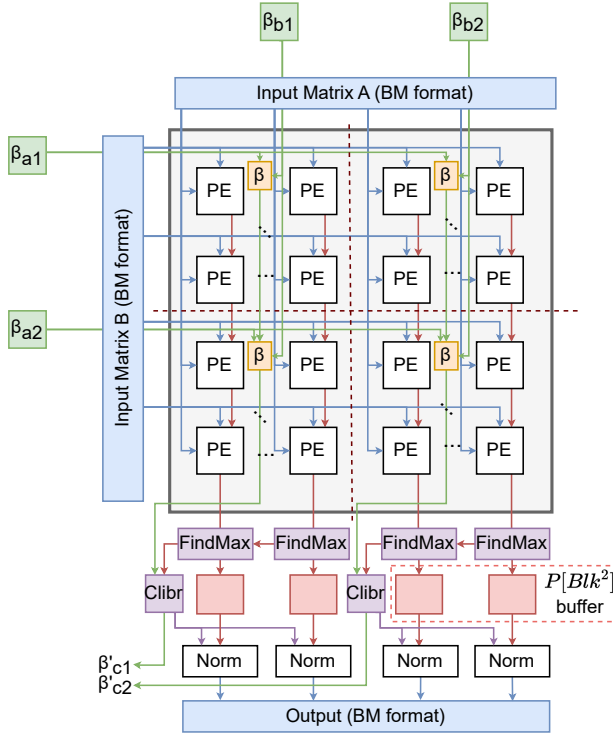 βb1
βb2
Input Matrix A (BM format)
βa1
Input Matrix B (BM format)
PE
β
PE
PE
β
PE
PE
...
PE
PE
...
PE
βa2
PE
β
PE
PE
β
PE
PE
...
PE
PE
...
PE
FindMax
FindMax
FindMax
FindMax
Clibr
Clibr
P[Blk²]
buffer
Norm
Norm
Norm
Norm
β'c1
β'c2
Output (BM format)